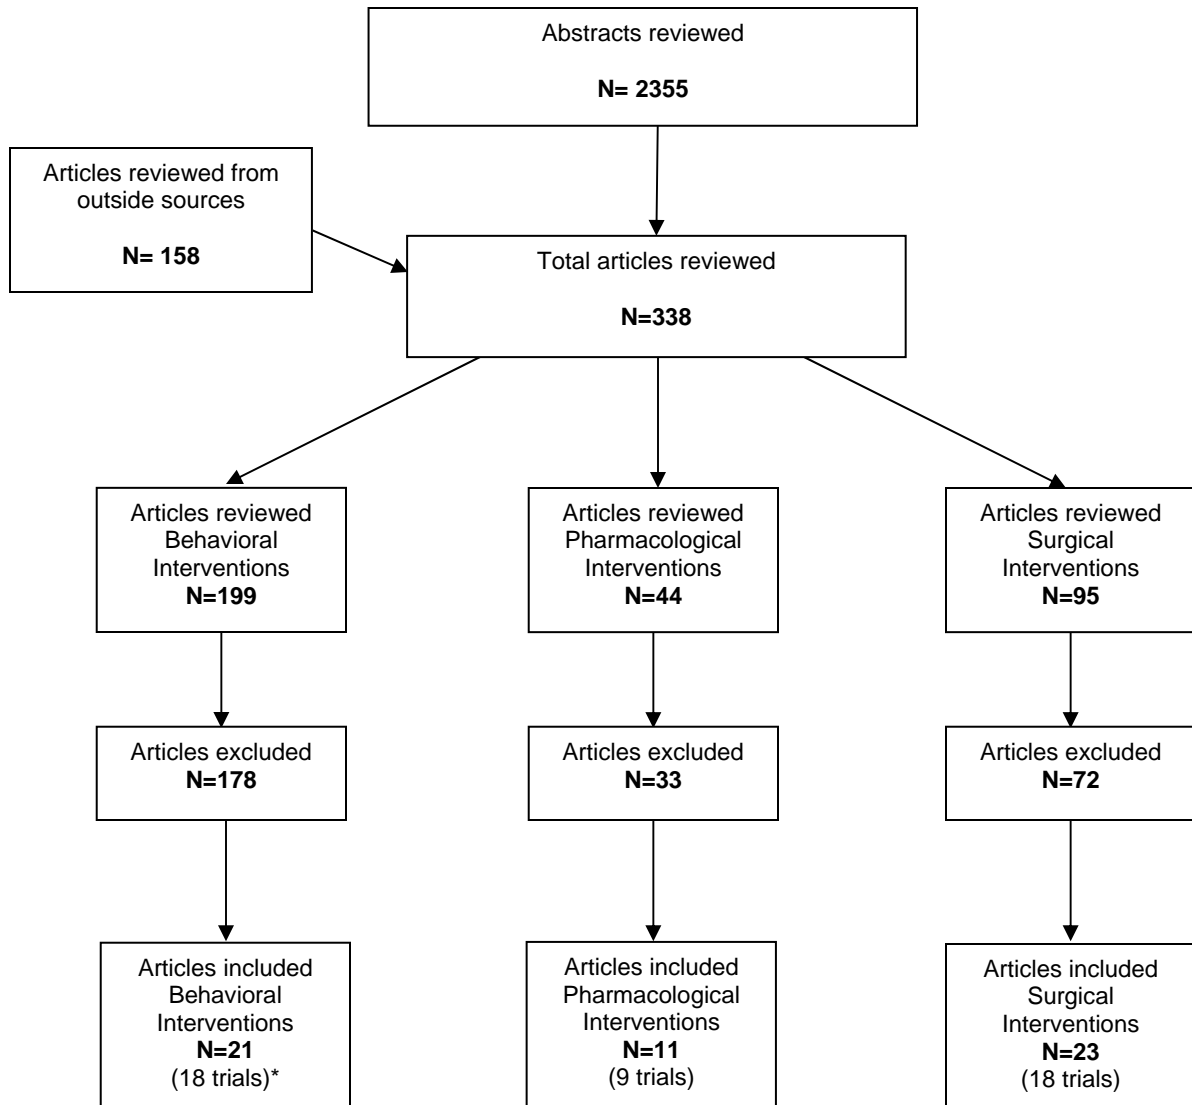 Abstracts reviewed
N= 2355
Articles reviewed from
outside sources
N= 158
Total articles reviewed
N=338
Articles reviewed
Behavioral
Interventions
N=199
Articles reviewed
Pharmacological
Interventions
N=44
Articles reviewed
Surgical
Interventions
N=95
Articles excluded
N=178
Articles excluded
N=33
Articles excluded
N=72
Articles included
Behavioral
Interventions
N=21
(18 trials)*
Articles included
Pharmacological
Interventions
N=11
(9 trials)
Articles included
Surgical
Interventions
N=23
(18 trials)